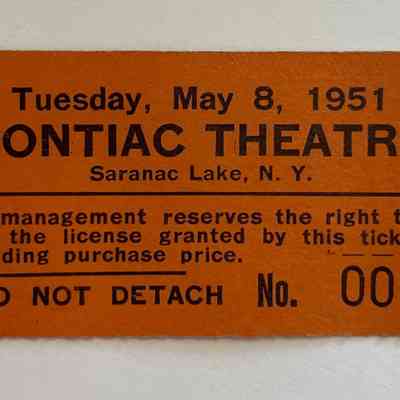 Tuesday, May 8, 1951
ONTIAC THEATR
Saranac Lake, N. Y.
management reserves the right t
the license granted by this tick
ding purchase price.
O NOT DETACH No. 00